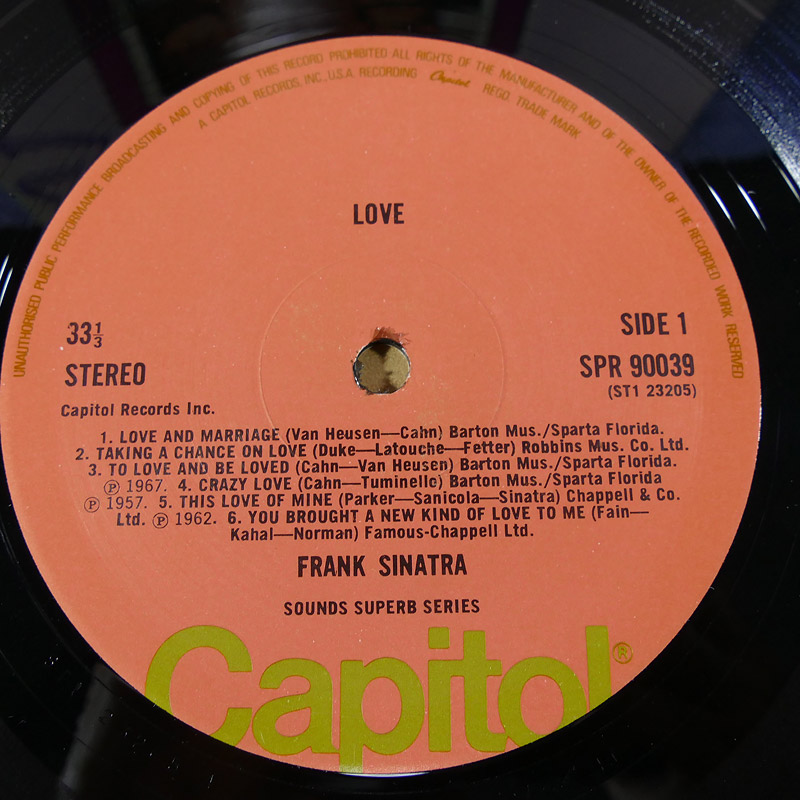 UNAUTHORISED PUBLIC PERFORMANCE BROADCASTING AND COPYING OF THIS RECORD PROHIBITED ALL RIGHTS OF THE MANUFACTURER AND OF THE OWNER OF THE RECORDED WORK RESERVED
A CAPITOL RECORDS, INC., U.S.A. RECORDING Capitol REGD. TRADE MARK
LOVE
33⅓
SIDE 1
STEREO
SPR 90039
(ST1 23205)
Capitol Records Inc.
1. LOVE AND MARRIAGE (Van Heusen—Cahn) Barton Mus./Sparta Florida.
2. TAKING A CHANCE ON LOVE (Duke—Latouche—Fetter) Robbins Mus. Co. Ltd.
3. TO LOVE AND BE LOVED (Cahn—Van Heusen) Barton Mus./Sparta Florida.
℗ 1967. 4. CRAZY LOVE (Cahn—Tuminelle) Barton Mus./Sparta Florida
℗ 1957. 5. THIS LOVE OF MINE (Parker—Sanicola—Sinatra) Chappell & Co.
Ltd. ℗ 1962. 6. YOU BROUGHT A NEW KIND OF LOVE TO ME (Fain—
Kahal—Norman) Famous-Chappell Ltd.
FRANK SINATRA
SOUNDS SUPERB SERIES
Capitol®